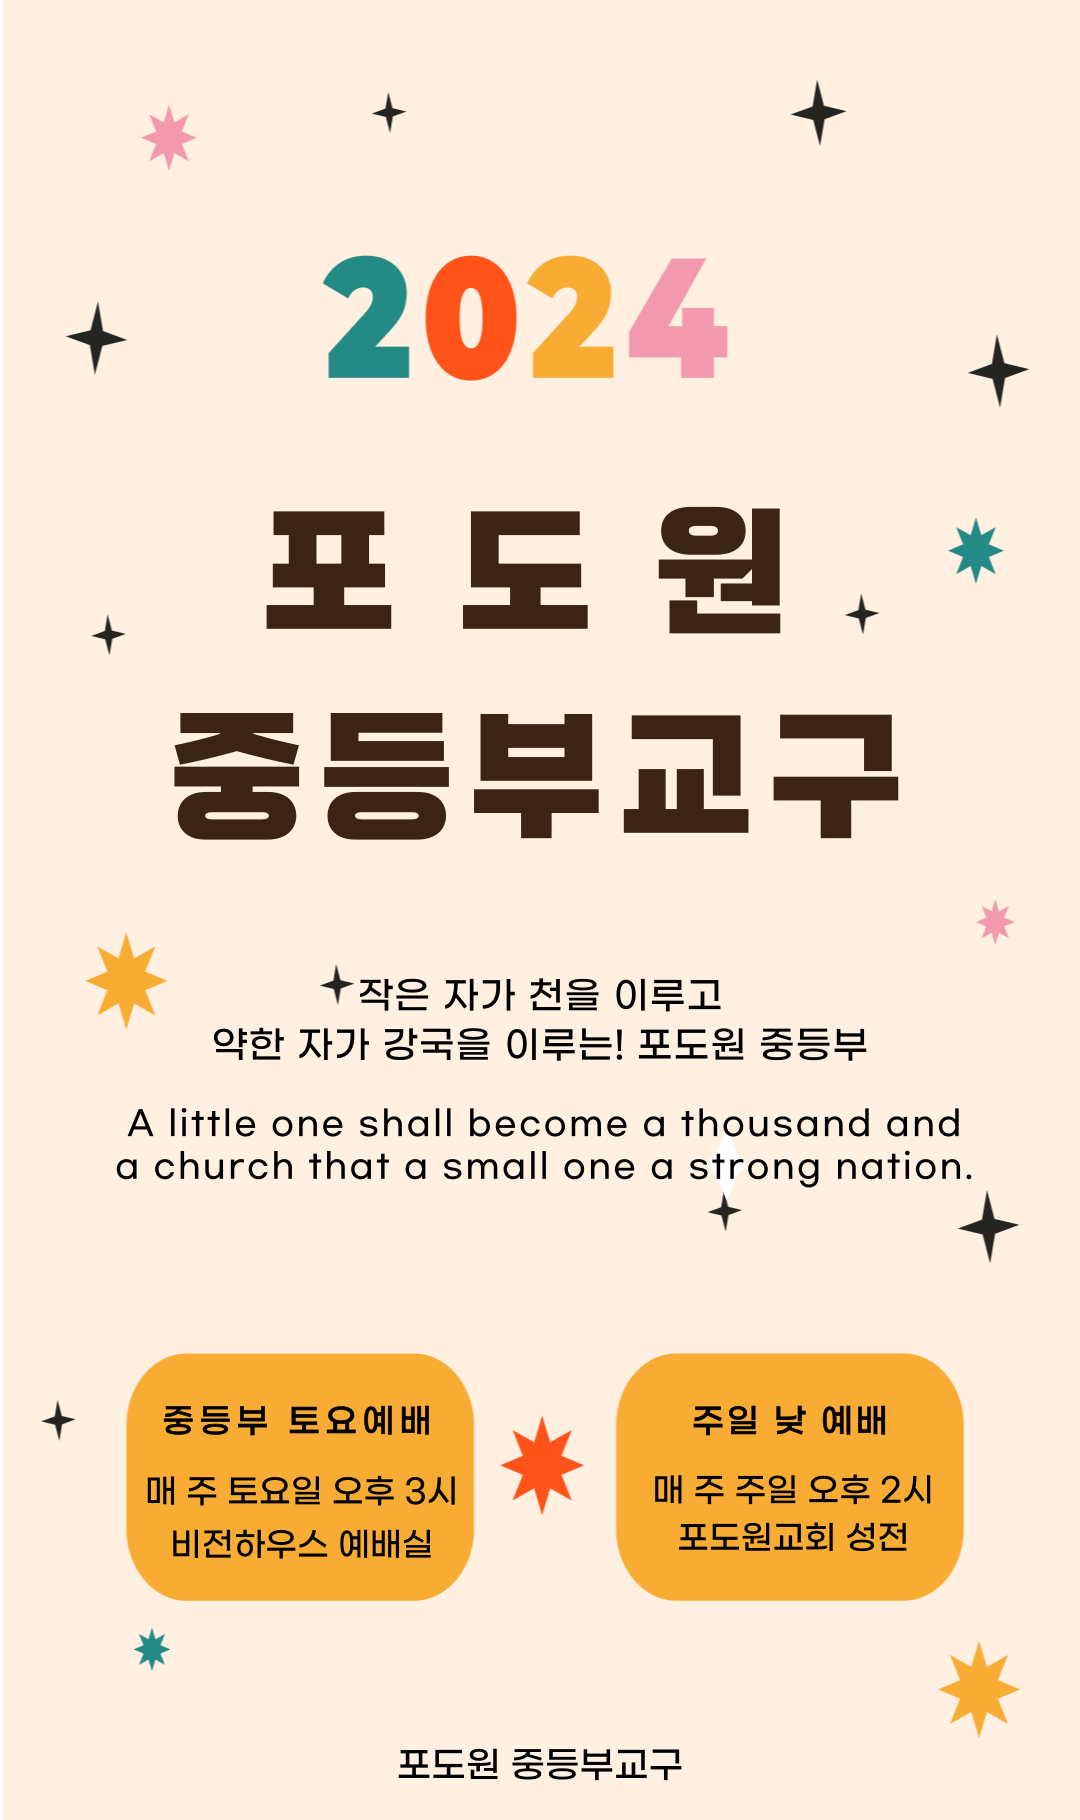 2024
포 도 원
중등부교구
작은 자가 천을 이루고
약한 자가 강국을 이루는! 포도원 중등부
A little one shall become a thousand and
a church that a small one a strong nation.
중등부 토요예배
매 주 토요일 오후 3시
비전하우스 예배실
주일 낮 예배
매 주 주일 오후 2시
포도원교회 성전
포도원 중등부교구